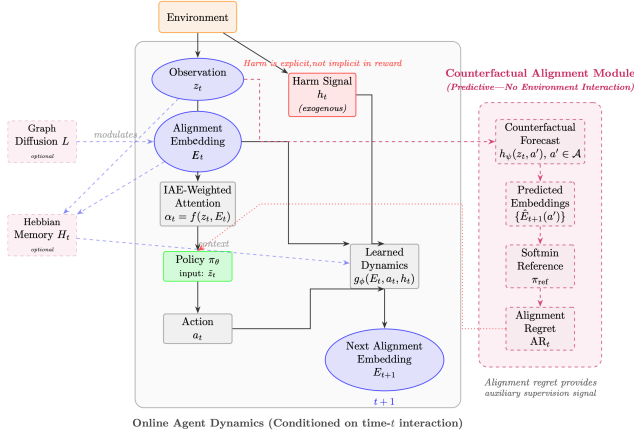 Environment
Harm is explicit,not implicit in reward
Observation
z_t
Harm Signal
h_t
(exogenous)
Counterfactual Alignment Module
(Predictive—No Environment Interaction)
Graph
Diffusion L
optional
modulates
Alignment
Embedding
E_t
Counterfactual
Forecast
h_ψ(z_t, a′), a′ ∈ 𝒜
IAE-Weighted
Attention
α_t = f(z_t, E_t)
Predicted
Embeddings
{Ê_{t+1}(a′)}
Hebbian
Memory H_t
optional
context
Policy π_θ
input: z̃_t
Learned
Dynamics
g_ϕ(E_t, a_t, h_t)
Softmin
Reference
π_ref
Action
a_t
Alignment
Regret
AR_t
Next Alignment
Embedding
E_{t+1}
t + 1
Alignment regret provides
auxiliary supervision signal
Online Agent Dynamics (Conditioned on time-t interaction)